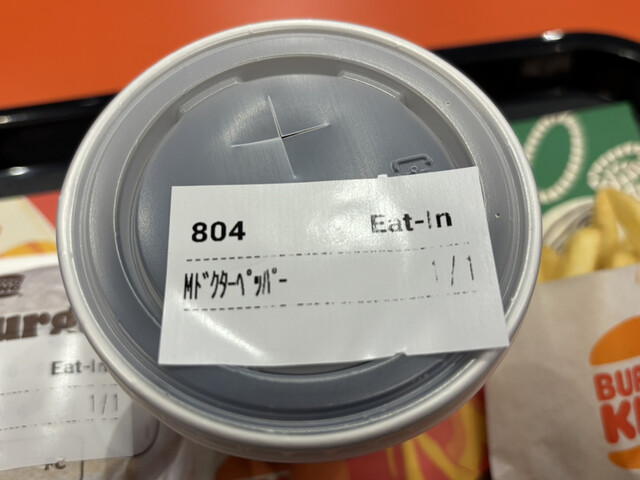 804 Eat-In
Mﾄﾞｸﾀｰﾍﾟｯﾊﾟｰ 1/1
Eat-In
1/1
BUR
KI